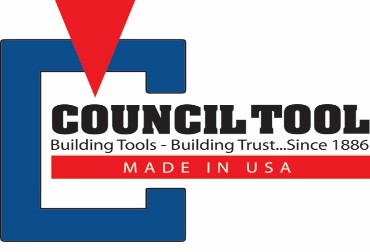 COUNCIL TOOL
Building Tools - Building Trust...Since 1886
MADE IN USA